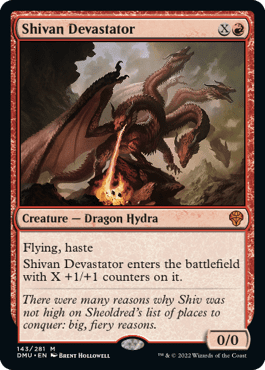 Shivan Devastator X
Creature — Dragon Hydra
Flying, haste
Shivan Devastator enters the battlefield
with X +1/+1 counters on it.
There were many reasons why Shiv was
not high on Sheoldred's list of places to
conquer: big, fiery reasons.
0/0
143/281 M
DMU • EN Brent Hollowell
™ & © 2022 Wizards of the Coast